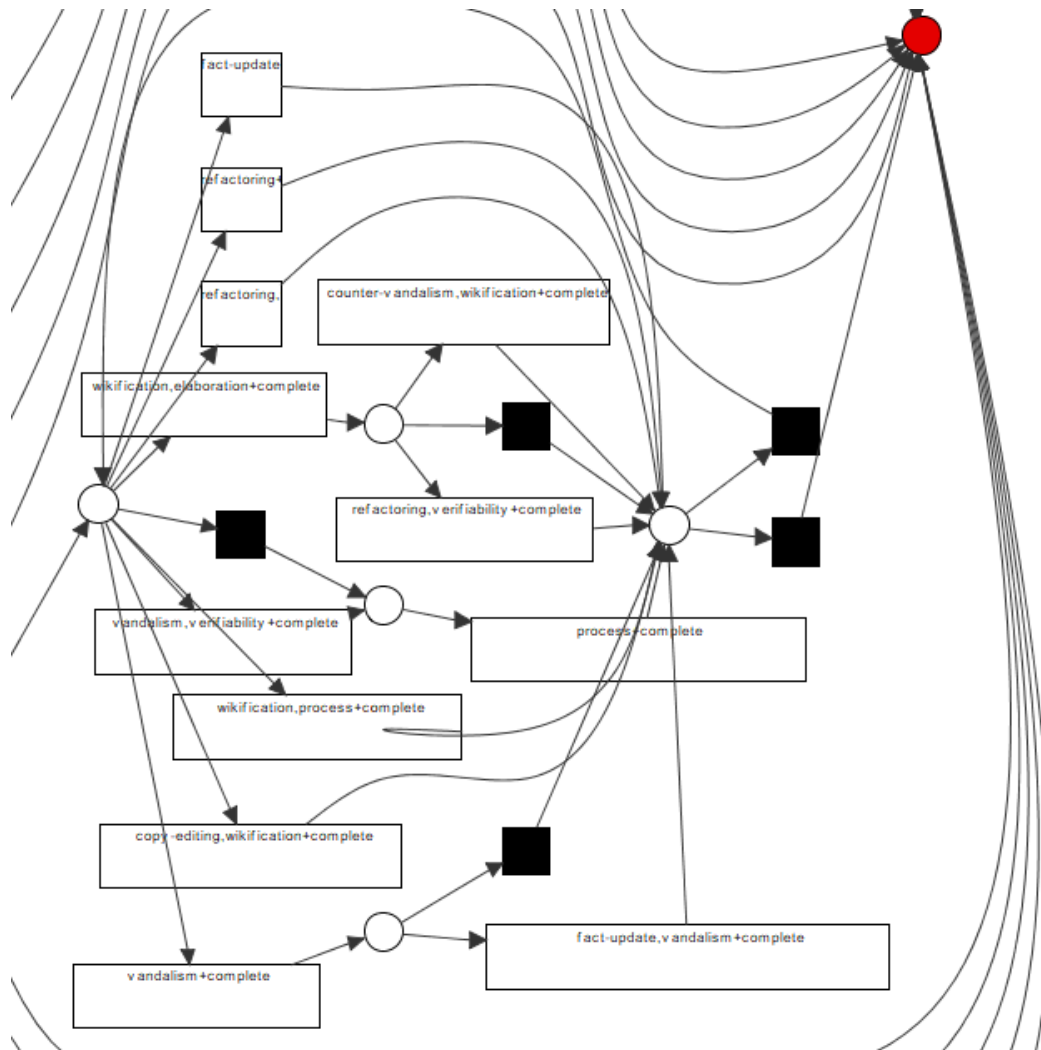 fact-update
refactoring+
refactoring,
counter-vandalism,wikification+complete
wikification,elaboration+complete
refactoring,verifiability+complete
vandalism,verifiability+complete
process+complete
wikification,process+complete
copy-editing,wikification+complete
fact-update,vandalism+complete
vandalism+complete